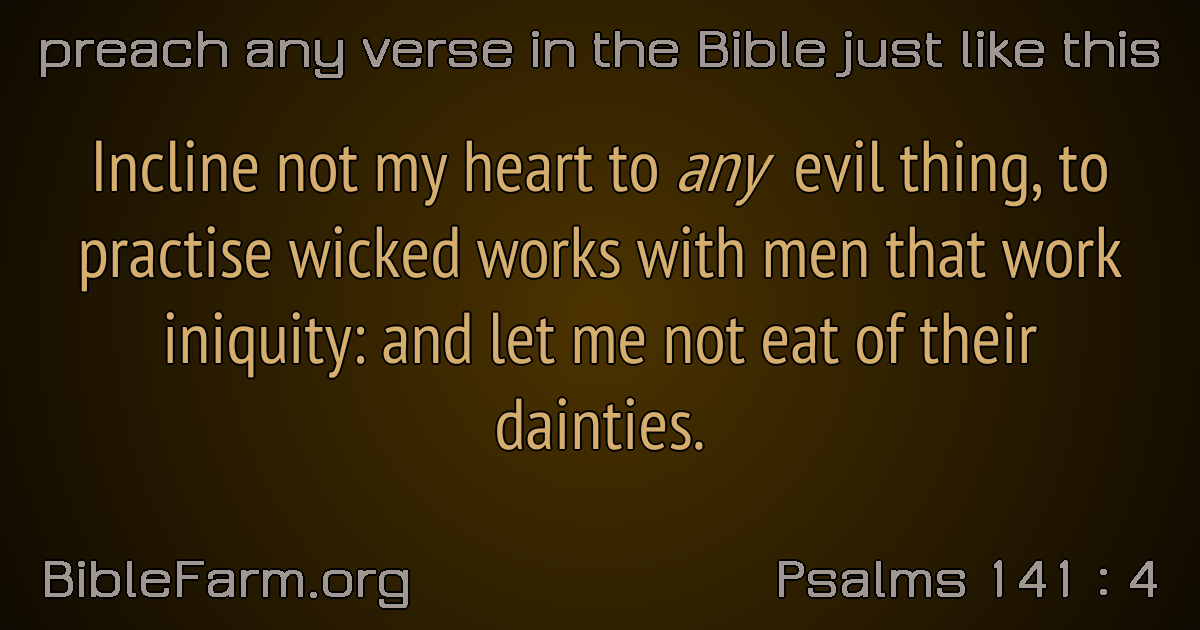 preach any verse in the Bible just like this
Incline not my heart to any evil thing, to
practise wicked works with men that work
iniquity: and let me not eat of their
dainties.
BibleFarm.org
Psalms 141 : 4